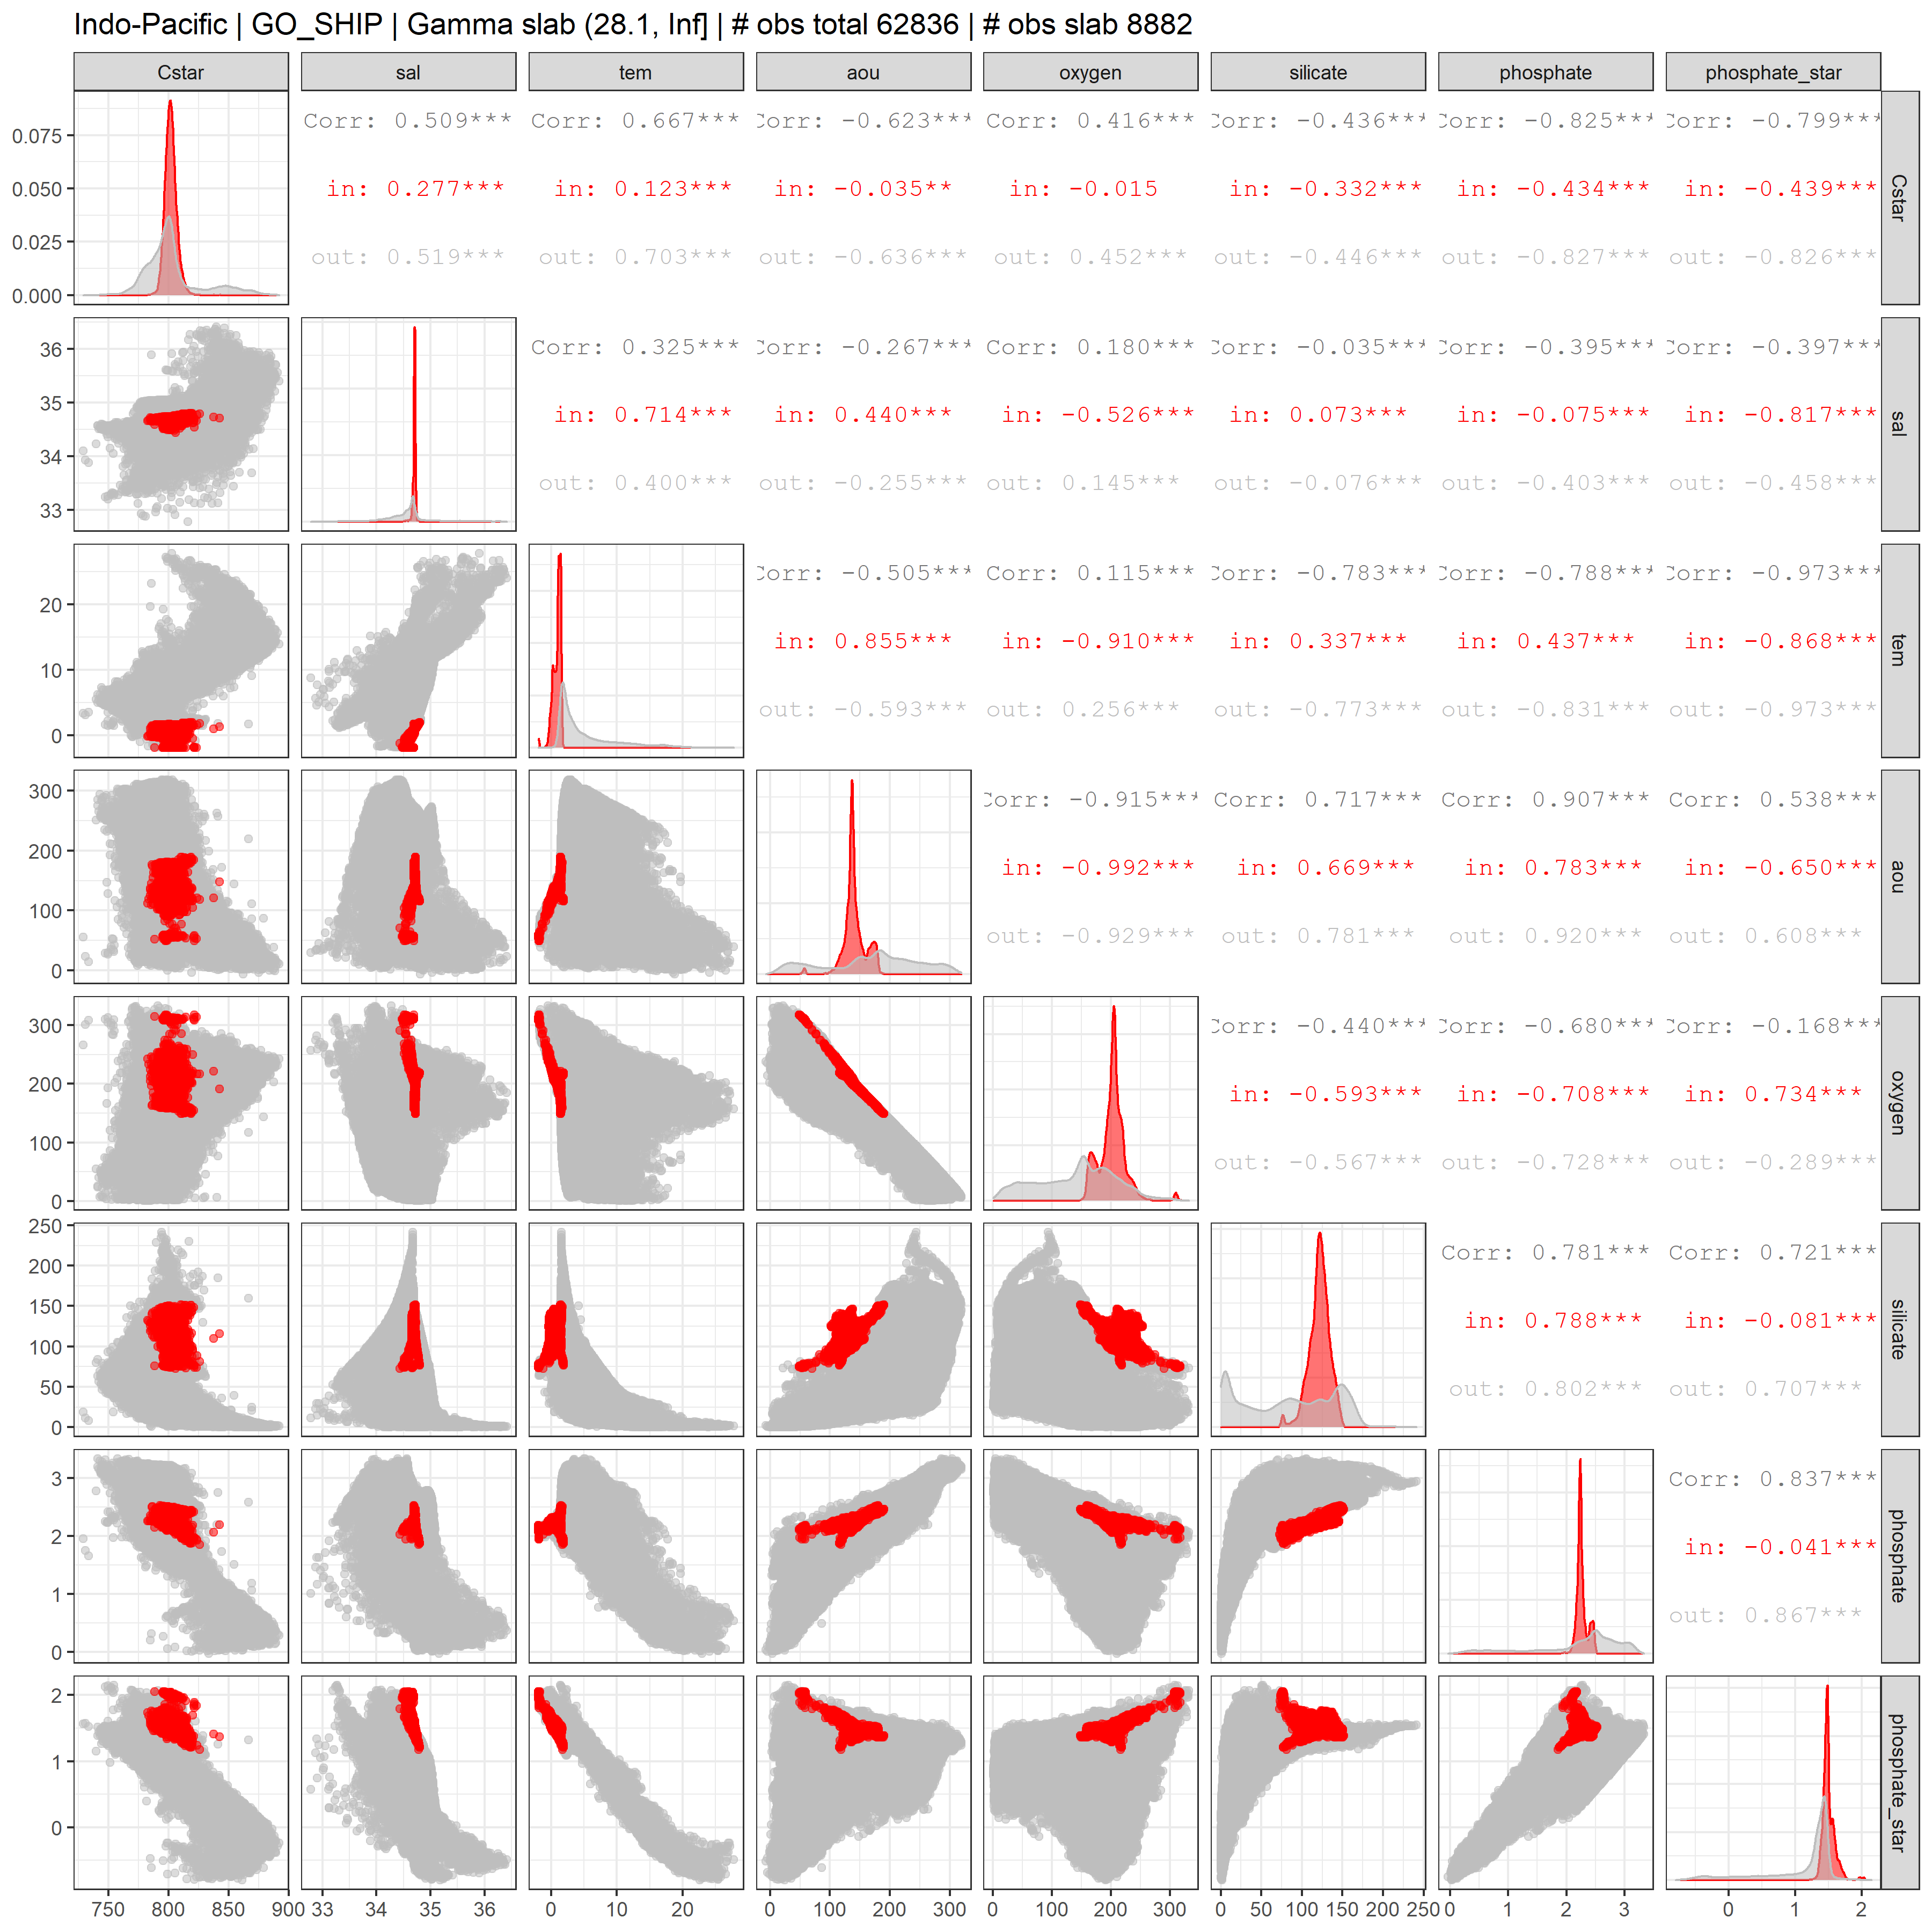 Indo-Pacific | GO_SHIP | Gamma slab (28.1, Inf] | # obs total 62836 | # obs slab 8882
Cstar sal tem aou oxygen silicate phosphate phosphate_star
Corr: 0.509*** Corr: 0.667*** Corr: -0.623*** Corr: 0.416*** Corr: -0.436*** Corr: -0.825*** Corr: -0.799***
0.075
0.050 in: 0.277*** in: 0.123*** in: -0.035** in: -0.015 in: -0.332*** in: -0.434*** in: -0.439*** Cstar
0.025 out: 0.519*** out: 0.703*** out: -0.636*** out: 0.452*** out: -0.446*** out: -0.827*** out: -0.826***
0.000
36 Corr: 0.325*** Corr: -0.267*** Corr: 0.180*** Corr: -0.035*** Corr: -0.395*** Corr: -0.397***
35 in: 0.714*** in: 0.440*** in: -0.526*** in: 0.073*** in: -0.075*** in: -0.817*** sal
34 out: 0.400*** out: -0.255*** out: 0.145*** out: -0.076*** out: -0.403*** out: -0.458***
33
Corr: -0.505*** Corr: 0.115*** Corr: -0.783*** Corr: -0.788*** Corr: -0.973***
20
10 in: 0.855*** in: -0.910*** in: 0.337*** in: 0.437*** in: -0.868*** tem
0 out: -0.593*** out: 0.256*** out: -0.773*** out: -0.831*** out: -0.973***
300 Corr: -0.915*** Corr: 0.717*** Corr: 0.907*** Corr: 0.538***
200 in: -0.992*** in: 0.669*** in: 0.783*** in: -0.650*** aou
100 out: -0.929*** out: 0.781*** out: 0.920*** out: 0.608***
0
300 Corr: -0.440*** Corr: -0.680*** Corr: -0.168***
200 in: -0.593*** in: -0.708*** in: 0.734*** oxygen
100 out: -0.567*** out: -0.728*** out: -0.289***
0
250
200 Corr: 0.781*** Corr: 0.721***
150 in: 0.788*** in: -0.081*** silicate
100
50 out: 0.802*** out: 0.707***
0
3 Corr: 0.837***
2 in: -0.041*** phosphate
1 out: 0.867***
0
2
1 phosphate_star
0
750 800 850 900 33 34 35 36 0 10 20 0 100 200 300 0 100 200 300 0 50 100 150 200 250 0 1 2 3 0 1 2